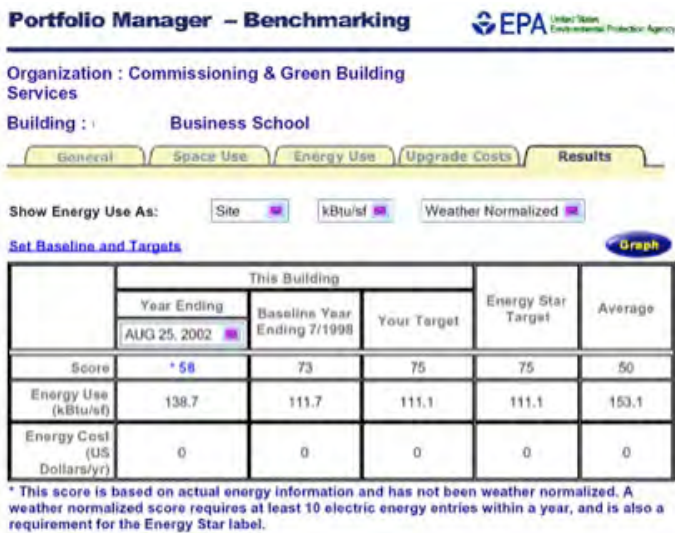 Portfolio Manager – Benchmarking
EPA United States
Environmental Protection Agency
Organization : Commissioning & Green Building
Services
Building : Business School
General Space Use Energy Use Upgrade Costs Results
Show Energy Use As: Site kBtu/sf Weather Normalized
Set Baseline and Targets Graph
This Building
Year Ending
AUG 25, 2002
Baseline Year
Ending 7/1998
Your Target
Energy Star
Target
Average
Score * 58 73 75 75 50
Energy Use
(kBtu/sf) 138.7 111.7 111.1 111.1 153.1
Energy Cost
(US
Dollars/yr) 0 0 0 0 0
* This score is based on actual energy information and has not been weather normalized. A
weather normalized score requires at least 10 electric energy entries within a year, and is also a
requirement for the Energy Star label.